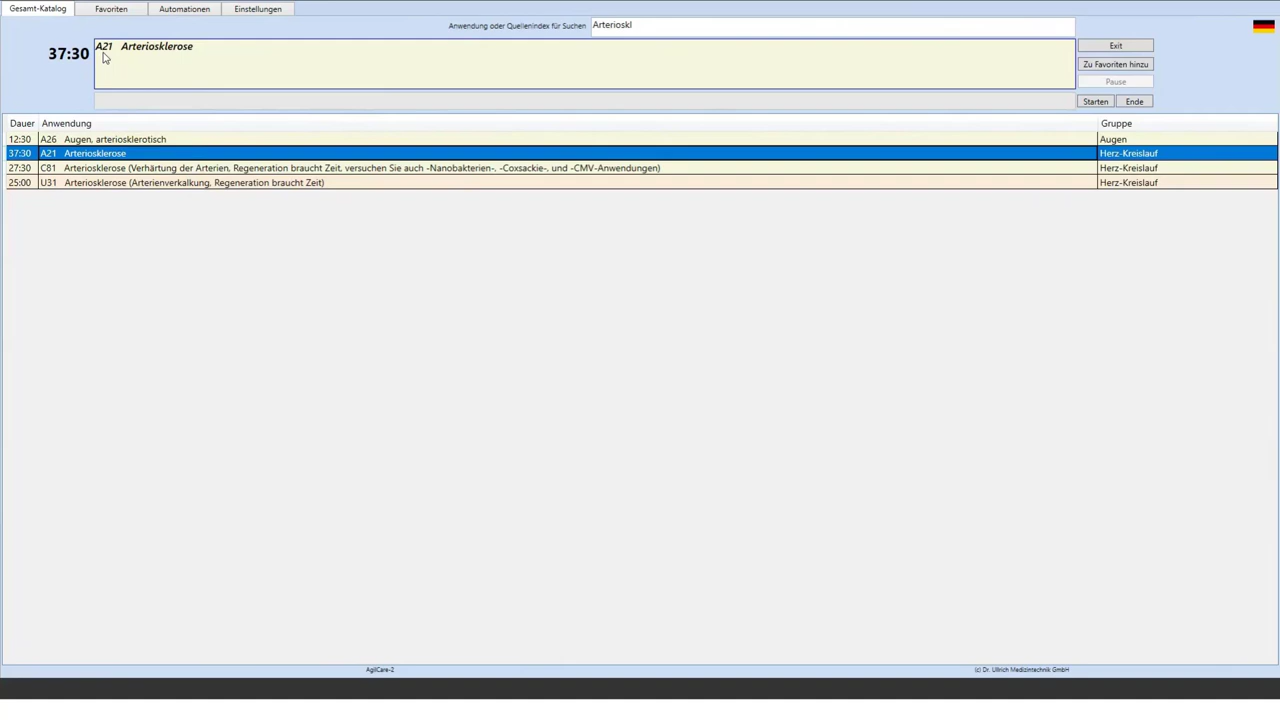 Gesamt-Katalog Favoriten Automationen Einstellungen
Anwendung oder Quellenindex für Suchen Arterioskl
37:30 A21 Arteriosklerose
Exit
Zu Favoriten hinzu
Pause
Starten Ende
Dauer Anwendung Gruppe
12:30 A26 Augen, arteriosklerotisch Augen
37:30 A21 Arteriosklerose Herz-Kreislauf
27:30 C81 Arteriosklerose (Verhärtung der Arterien, Regeneration braucht Zeit, versuchen Sie auch -Nanobakterien-, -Coxsackie-, und -CMV-Anwendungen) Herz-Kreislauf
25:00 U31 Arteriosklerose (Arterienverkalkung, Regeneration braucht Zeit) Herz-Kreislauf
AgilCare-2 (c) Dr. Ullrich Medizintechnik GmbH